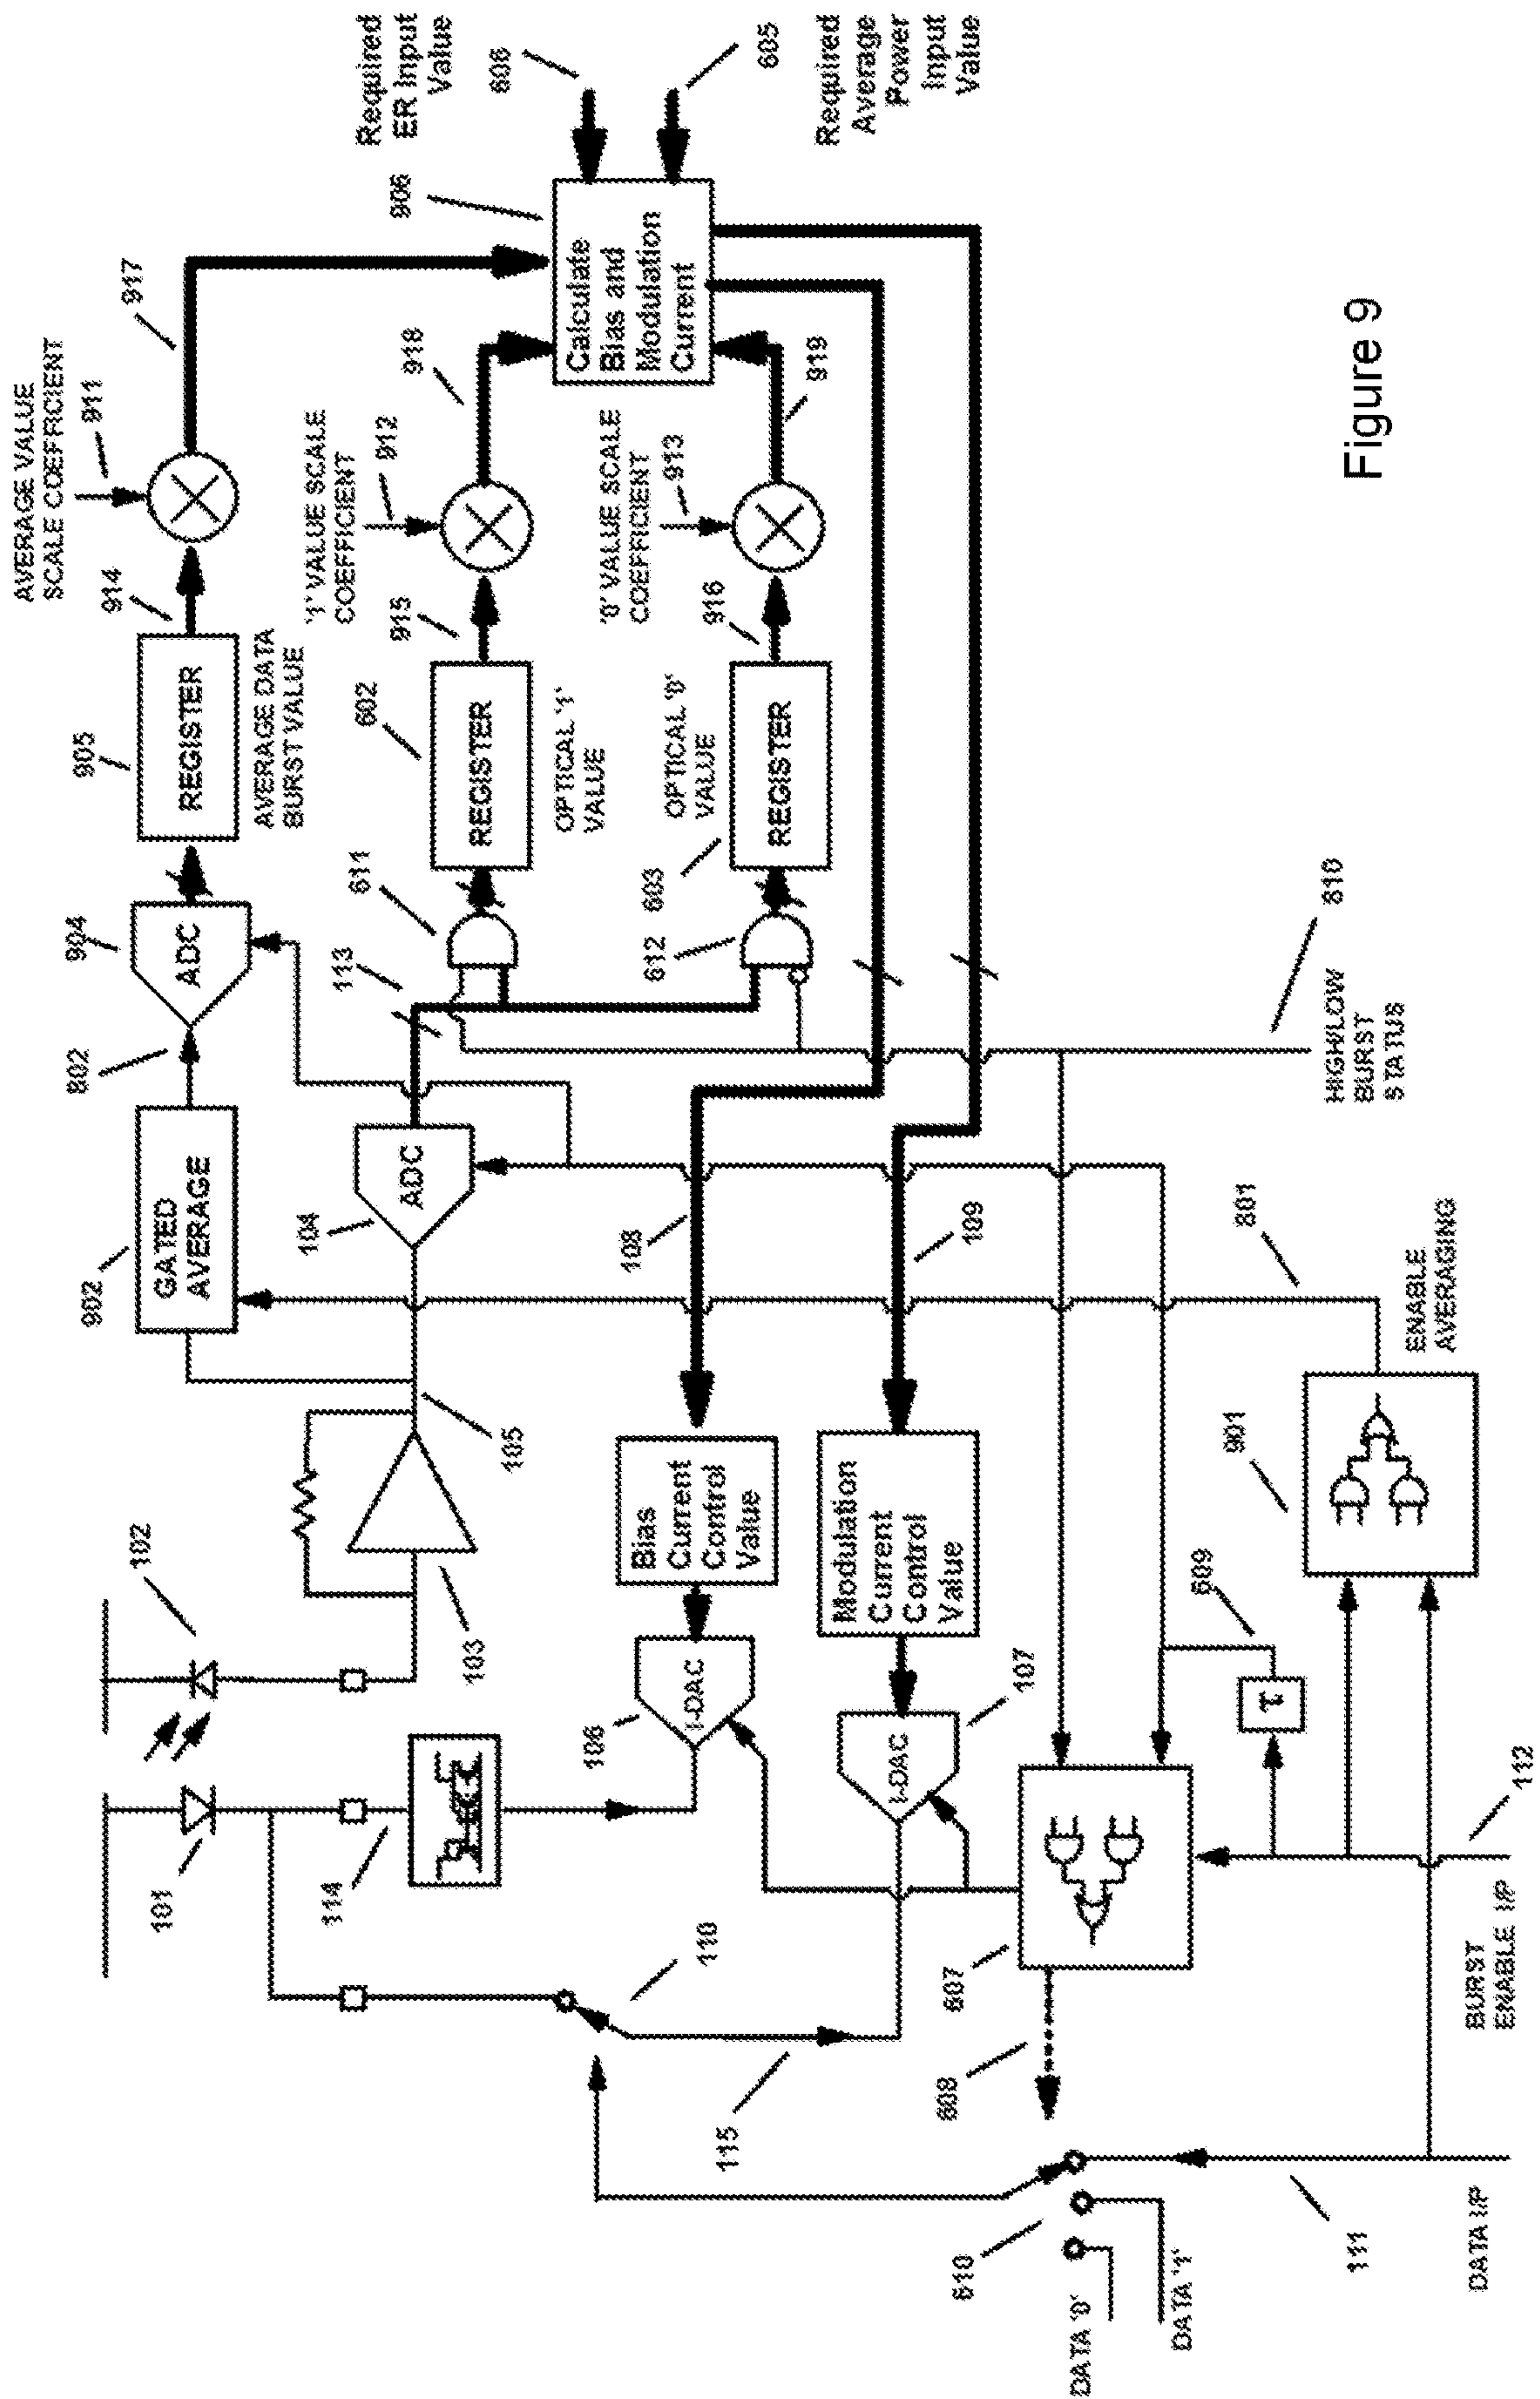 AVERAGE VALUE
SCALE COEFFICIENT
911
917
914
905
REGISTER
AVERAGE DATA
BURST VALUE
904
ADC
802
902
GATED
AVERAGE
102
101
103
105
104
ADC
113
611
602
REGISTER
OPTICAL '1'
VALUE
'1' VALUE SCALE
COEFFICIENT
912
915
918
906
Required
ER Input
Value
606
114
106
I-DAC
Bias
Current
Control
Value
108
612
603
REGISTER
OPTICAL '0'
VALUE
'0' VALUE SCALE
COEFFICIENT
913
916
919
Calculate
Bias and
Modulation
Current
605
Required
Average
Power
Input
Value
110
115
107
I-DAC
Modulation
Current
Control
Value
109
608
607
610
DATA '0'
DATA '1'
609
τ
901
801
ENABLE
AVERAGING
810
HIGH/LOW
BURST
STATUS
111
DATA I/P
112
BURST
ENABLE I/P
Figure 9